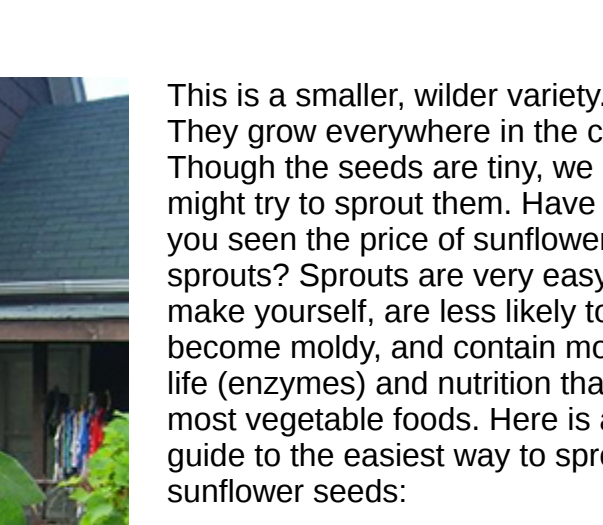 This is a smaller, wilder variety.
They grow everywhere in the c
Though the seeds are tiny, we
might try to sprout them. Have
you seen the price of sunflower
sprouts? Sprouts are very easy
make yourself, are less likely to
become moldy, and contain mo
life (enzymes) and nutrition tha
most vegetable foods. Here is a
guide to the easiest way to spro
sunflower seeds: